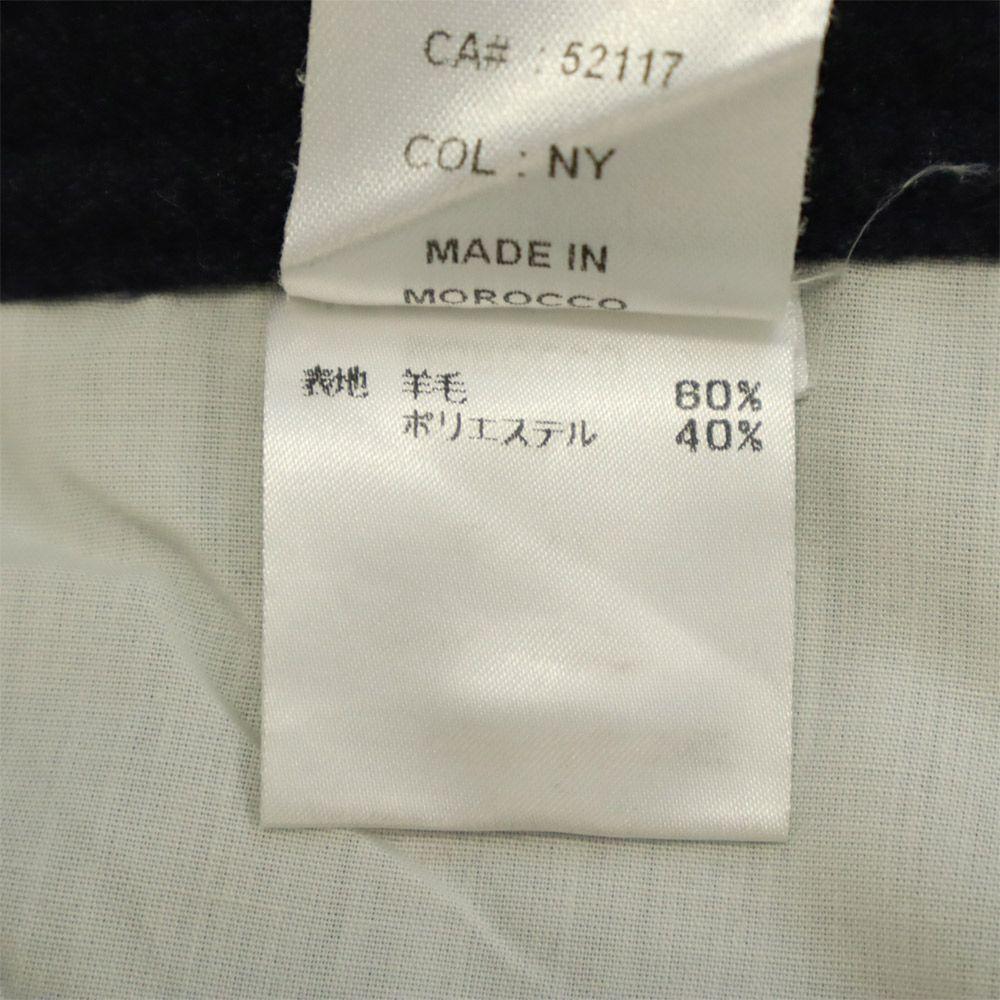 CA# : 52117
COL : NY
MADE IN
MOROCCO
表地 羊毛 60%
ポリエステル 40%